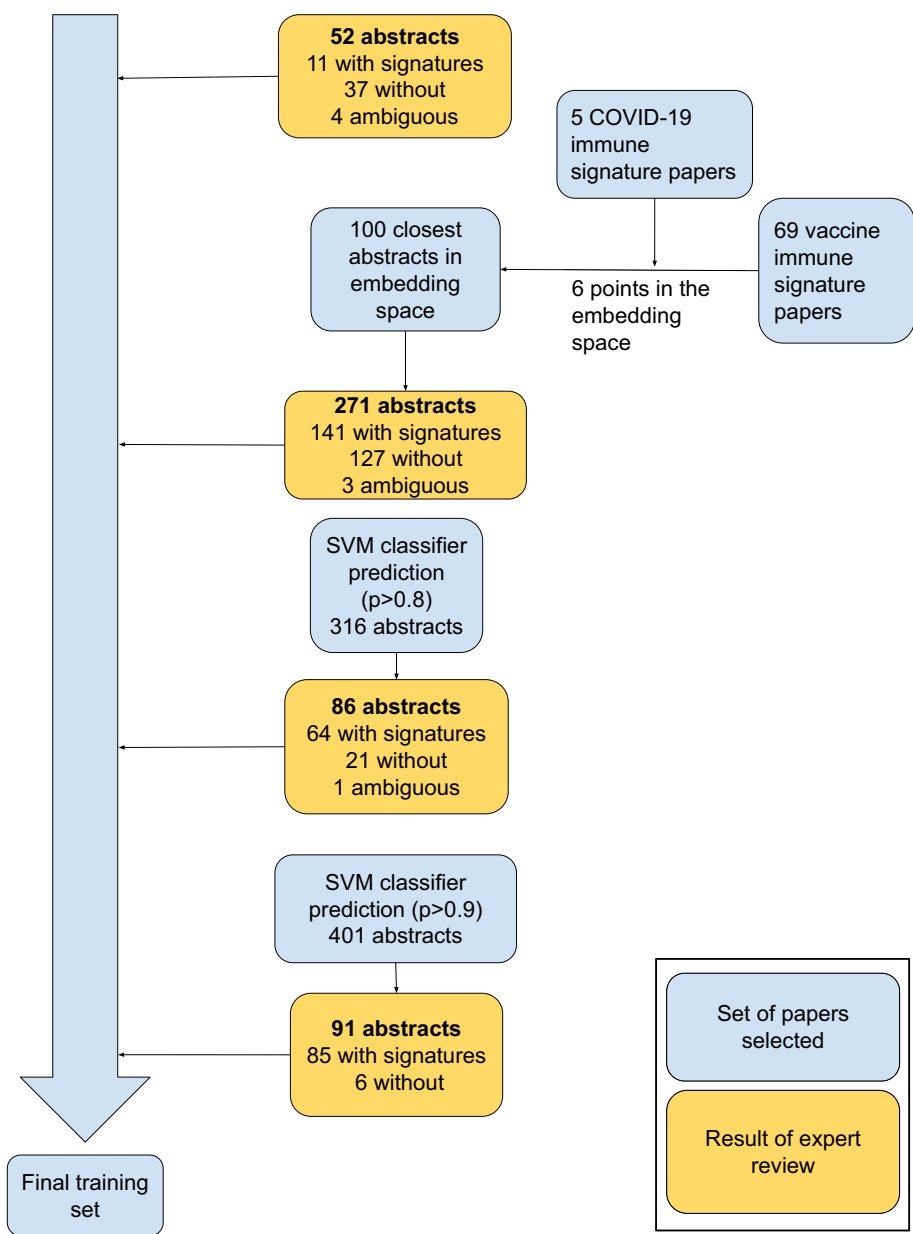 52 abstracts
11 with signatures
37 without
4 ambiguous
5 COVID-19
immune
signature papers
69 vaccine
immune
signature
papers
6 points in the
embedding
space
100 closest
abstracts in
embedding
space
271 abstracts
141 with signatures
127 without
3 ambiguous
SVM classifier
prediction
(p>0.8)
316 abstracts
86 abstracts
64 with signatures
21 without
1 ambiguous
SVM classifier
prediction (p>0.9)
401 abstracts
91 abstracts
85 with signatures
6 without
Final training
set
Set of papers
selected
Result of expert
review